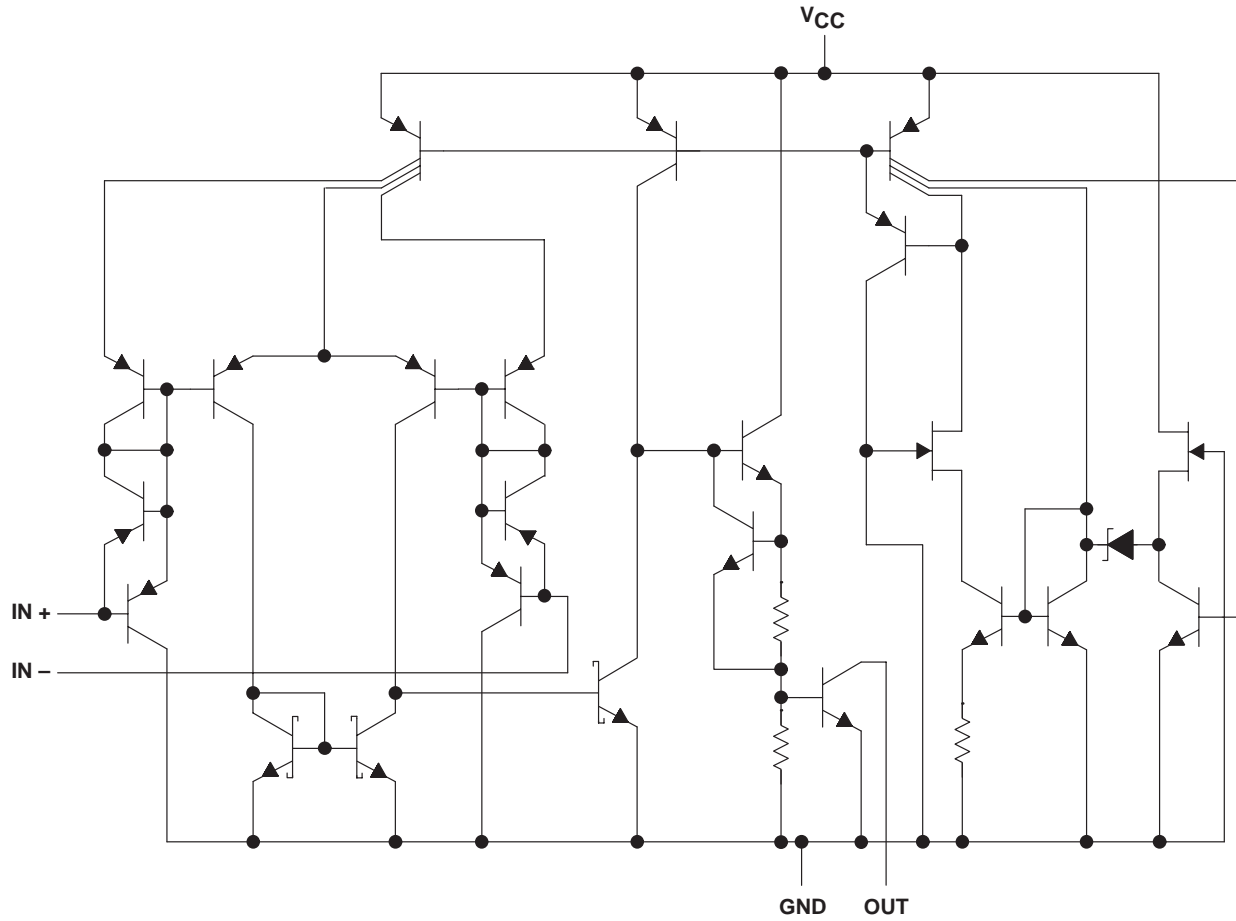 VCC
IN +
IN –
GND
OUT